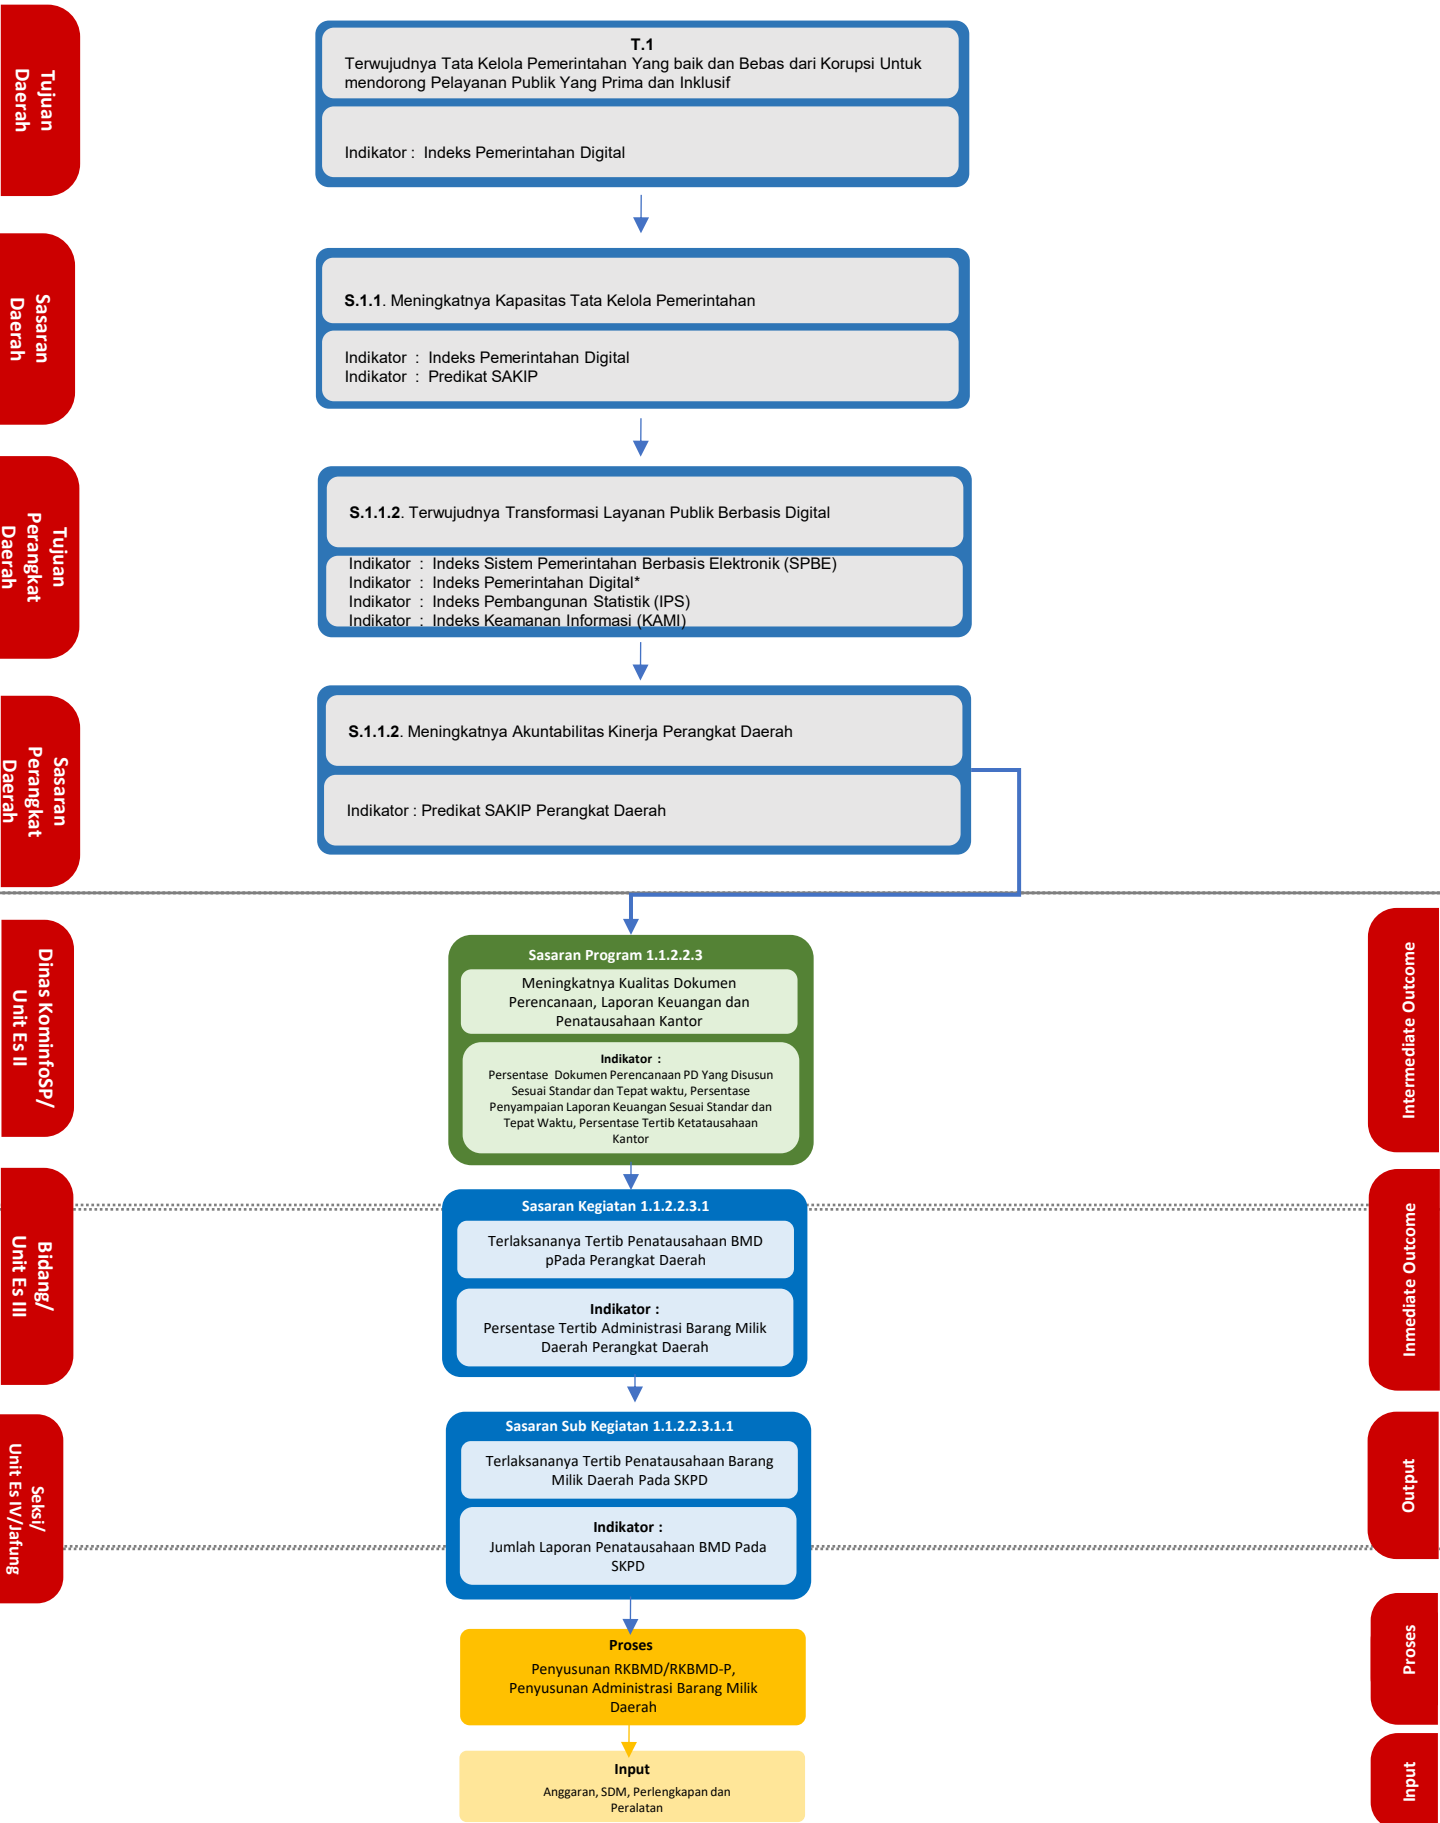 Tujuan
Daerah
T.1
Terwujudnya Tata Kelola Pemerintahan Yang baik dan Bebas dari Korupsi Untuk
mendorong Pelayanan Publik Yang Prima dan Inklusif
Indikator : Indeks Pemerintahan Digital
Sasaran
Daerah
S.1.1. Meningkatnya Kapasitas Tata Kelola Pemerintahan
Indikator : Indeks Pemerintahan Digital
Indikator : Predikat SAKIP
Tujuan
Perangkat
Daerah
S.1.1.2. Terwujudnya Transformasi Layanan Publik Berbasis Digital
Indikator : Indeks Sistem Pemerintahan Berbasis Elektronik (SPBE)
Indikator : Indeks Pemerintahan Digital*
Indikator : Indeks Pembangunan Statistik (IPS)
Indikator : Indeks Keamanan Informasi (KAMI)
Sasaran
Perangkat
Daerah
S.1.1.2. Meningkatnya Akuntabilitas Kinerja Perangkat Daerah
Indikator : Predikat SAKIP Perangkat Daerah
Dinas KominfoSP/
Unit Es II
Sasaran Program 1.1.2.2.3
Meningkatnya Kualitas Dokumen
Perencanaan, Laporan Keuangan dan
Penatausahaan Kantor
Indikator :
Persentase Dokumen Perencanaan PD Yang Disusun
Sesuai Standar dan Tepat waktu, Persentase
Penyampaian Laporan Keuangan Sesuai Standar dan
Tepat Waktu, Persentase Tertib Ketatausahaan
Kantor
Intermediate Outcome
Bidang/
Unit Es III
Sasaran Kegiatan 1.1.2.2.3.1
Terlaksananya Tertib Penatausahaan BMD
pPada Perangkat Daerah
Indikator :
Persentase Tertib Administrasi Barang Milik
Daerah Perangkat Daerah
Inmediate Outcome
Seksi/
Unit Es IV/Jafung
Sasaran Sub Kegiatan 1.1.2.2.3.1.1
Terlaksananya Tertib Penatausahaan Barang
Milik Daerah Pada SKPD
Indikator :
Jumlah Laporan Penatausahaan BMD Pada
SKPD
Output
Proses
Penyusunan RKBMD/RKBMD-P,
Penyusunan Administrasi Barang Milik
Daerah
Proses
Input
Anggaran, SDM, Perlengkapan dan
Peralatan
Input